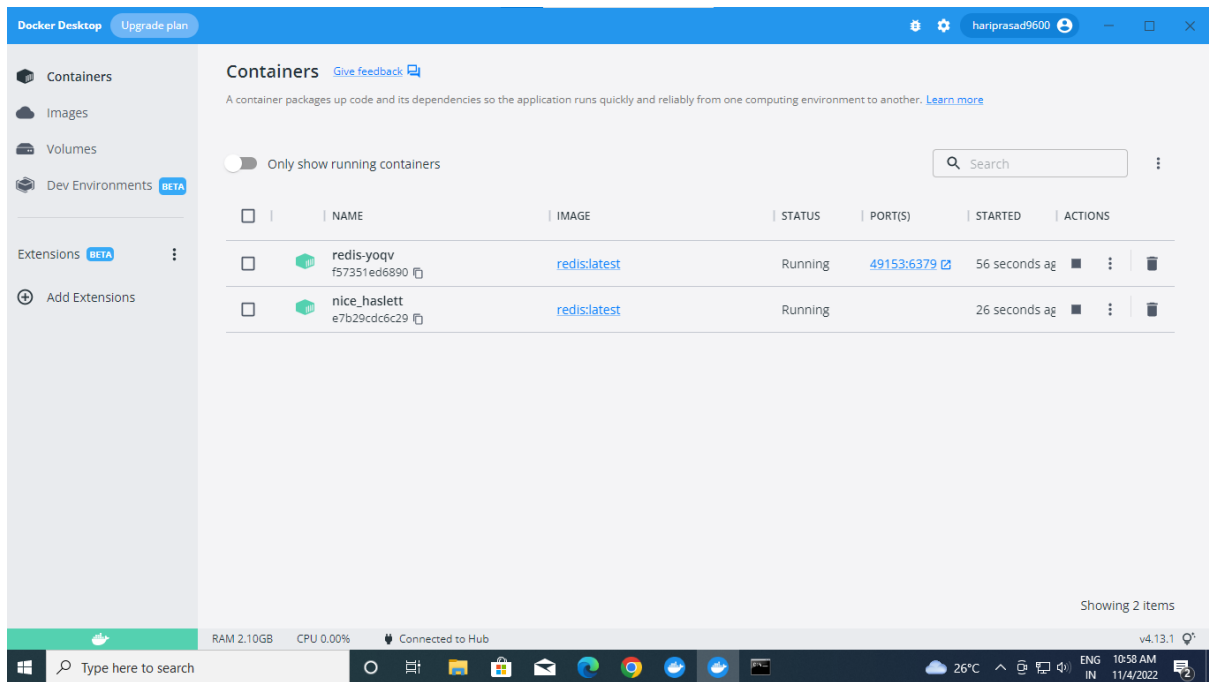 Docker Desktop Upgrade plan hariprasad9600
Containers
Images
Volumes
Dev Environments BETA
Extensions BETA
Add Extensions
Containers Give feedback
A container packages up code and its dependencies so the application runs quickly and reliably from one computing environment to another. Learn more
Only show running containers Search
NAME IMAGE STATUS PORT(S) STARTED ACTIONS
redis-yoqv
f57351ed6890
redis:latest Running 49153:6379 56 seconds ag
nice_haslett
e7b29cdc6c29
redis:latest Running 26 seconds ag
Showing 2 items
RAM 2.10GB CPU 0.00% Connected to Hub v4.13.1
Type here to search 26°C ENG IN 10:58 AM 11/4/2022 2